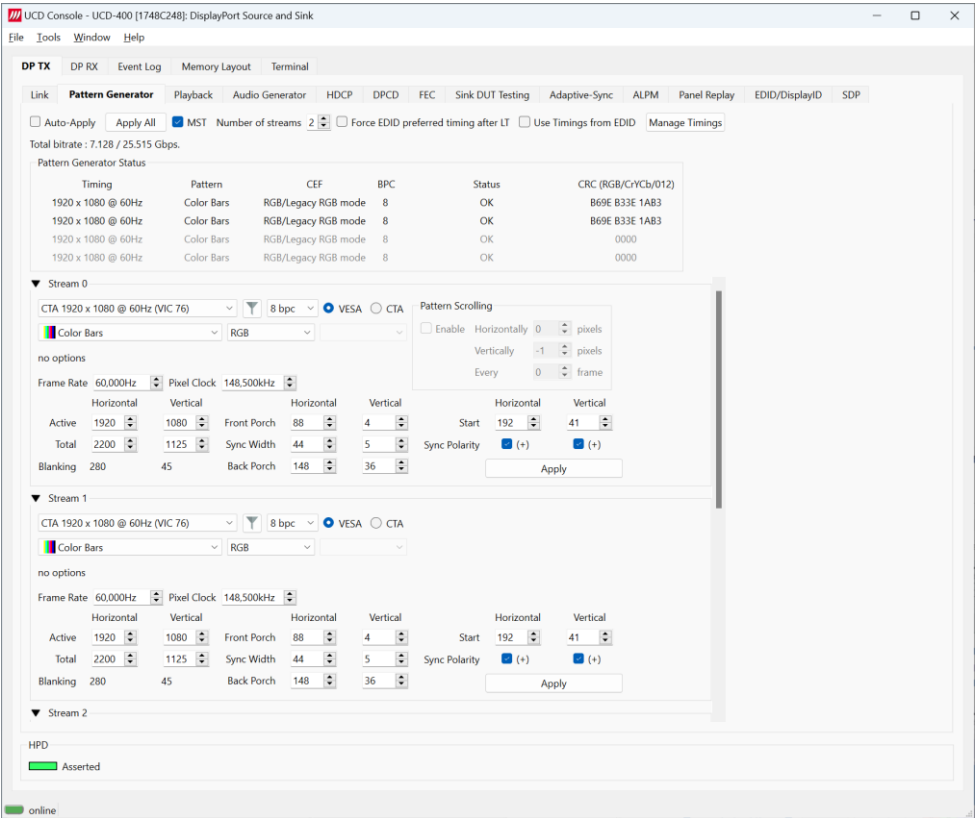 UCD Console - UCD-400 [1748C248]: DisplayPort Source and Sink
File Tools Window Help
DP TX DP RX Event Log Memory Layout Terminal
Link Pattern Generator Playback Audio Generator HDCP DPCD FEC Sink DUT Testing Adaptive-Sync ALPM Panel Replay EDID/DisplayID SDP
Auto-Apply Apply All MST Number of streams 2 Force EDID preferred timing after LT Use Timings from EDID Manage Timings
Total bitrate : 7.128 / 25.515 Gbps.
Pattern Generator Status
Timing Pattern CEF BPC Status CRC (RGB/CrYCb/012)
1920 x 1080 @ 60Hz Color Bars RGB/Legacy RGB mode 8 OK B69E B33E 1AB3
1920 x 1080 @ 60Hz Color Bars RGB/Legacy RGB mode 8 OK B69E B33E 1AB3
1920 x 1080 @ 60Hz Color Bars RGB/Legacy RGB mode 8 OK 0000
1920 x 1080 @ 60Hz Color Bars RGB/Legacy RGB mode 8 OK 0000
Stream 0
CTA 1920 x 1080 @ 60Hz (VIC 76) 8 bpc VESA CTA Pattern Scrolling
Color Bars RGB Enable Horizontally 0 pixels
Vertically -1 pixels
no options
Every 0 frame
Frame Rate 60,000Hz Pixel Clock 148,500kHz
Horizontal Vertical Horizontal Vertical Horizontal Vertical
Active 1920 1080 Front Porch 88 4 Start 192 41
Total 2200 1125 Sync Width 44 5 Sync Polarity (+) (+)
Blanking 280 45 Back Porch 148 36 Apply
Stream 1
CTA 1920 x 1080 @ 60Hz (VIC 76) 8 bpc VESA CTA
Color Bars RGB
no options
Frame Rate 60,000Hz Pixel Clock 148,500kHz
Horizontal Vertical Horizontal Vertical Horizontal Vertical
Active 1920 1080 Front Porch 88 4 Start 192 41
Total 2200 1125 Sync Width 44 5 Sync Polarity (+) (+)
Blanking 280 45 Back Porch 148 36 Apply
Stream 2
HPD
Asserted
online